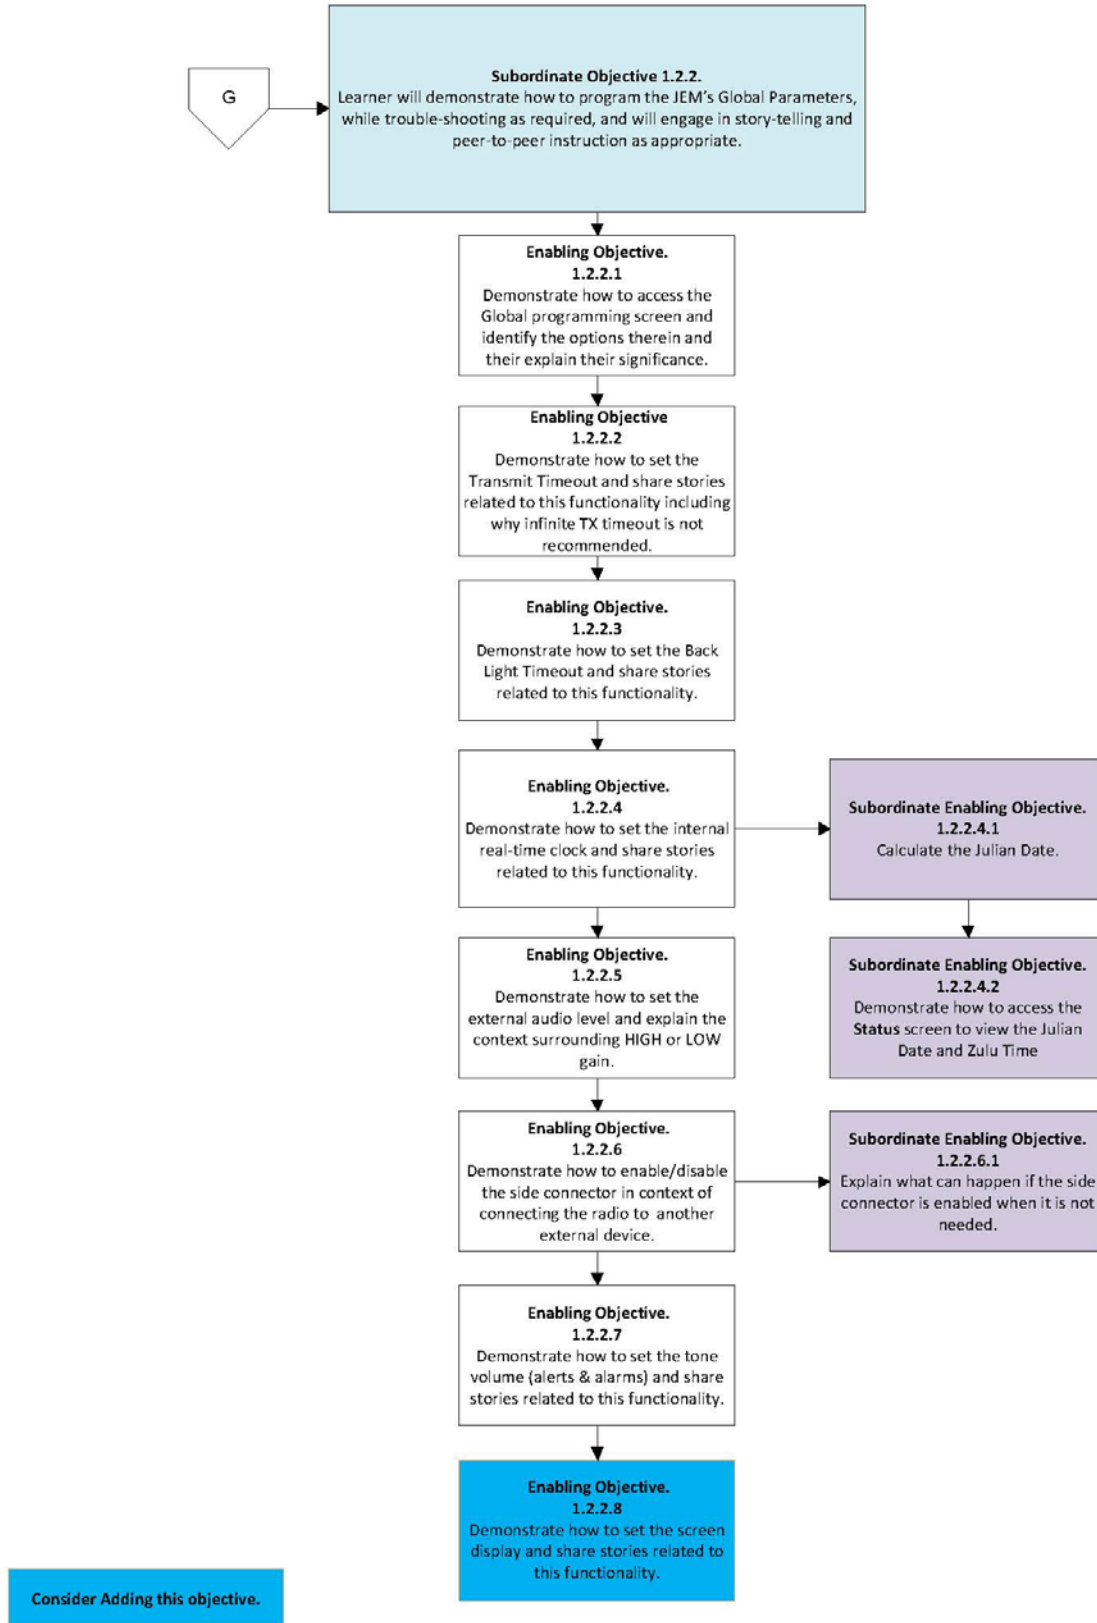 G
Subordinate Objective 1.2.2.
Learner will demonstrate how to program the JEM's Global Parameters,
while trouble-shooting as required, and will engage in story-telling and
peer-to-peer instruction as appropriate.
Enabling Objective.
1.2.2.1
Demonstrate how to access the
Global programming screen and
identify the options therein and
their explain their significance.
Enabling Objective
1.2.2.2
Demonstrate how to set the
Transmit Timeout and share stories
related to this functionality including
why infinite TX timeout is not
recommended.
Enabling Objective.
1.2.2.3
Demonstrate how to set the Back
Light Timeout and share stories
related to this functionality.
Enabling Objective.
1.2.2.4
Demonstrate how to set the internal
real-time clock and share stories
related to this functionality.
Subordinate Enabling Objective.
1.2.2.4.1
Calculate the Julian Date.
Enabling Objective.
1.2.2.5
Demonstrate how to set the
external audio level and explain the
context surrounding HIGH or LOW
gain.
Subordinate Enabling Objective.
1.2.2.4.2
Demonstrate how to access the
Status screen to view the Julian
Date and Zulu Time
Enabling Objective.
1.2.2.6
Demonstrate how to enable/disable
the side connector in context of
connecting the radio to another
external device.
Subordinate Enabling Objective.
1.2.2.6.1
Explain what can happen if the side
connector is enabled when it is not
needed.
Enabling Objective.
1.2.2.7
Demonstrate how to set the tone
volume (alerts & alarms) and share
stories related to this functionality.
Enabling Objective.
1.2.2.8
Demonstrate how to set the screen
display and share stories related to
this functionality.
Consider Adding this objective.